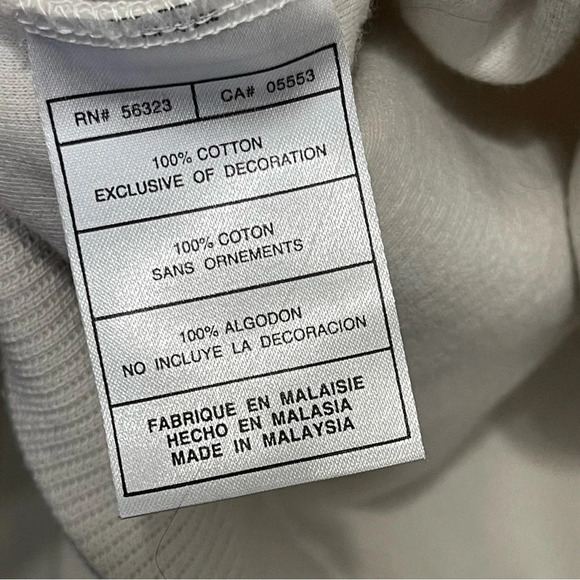 RN# 56323 CA# 05553
100% COTTON
EXCLUSIVE OF DECORATION
100% COTON
SANS ORNEMENTS
100% ALGODON
NO INCLUYE LA DECORACION
FABRIQUE EN MALAISIE
HECHO EN MALASIA
MADE IN MALAYSIA